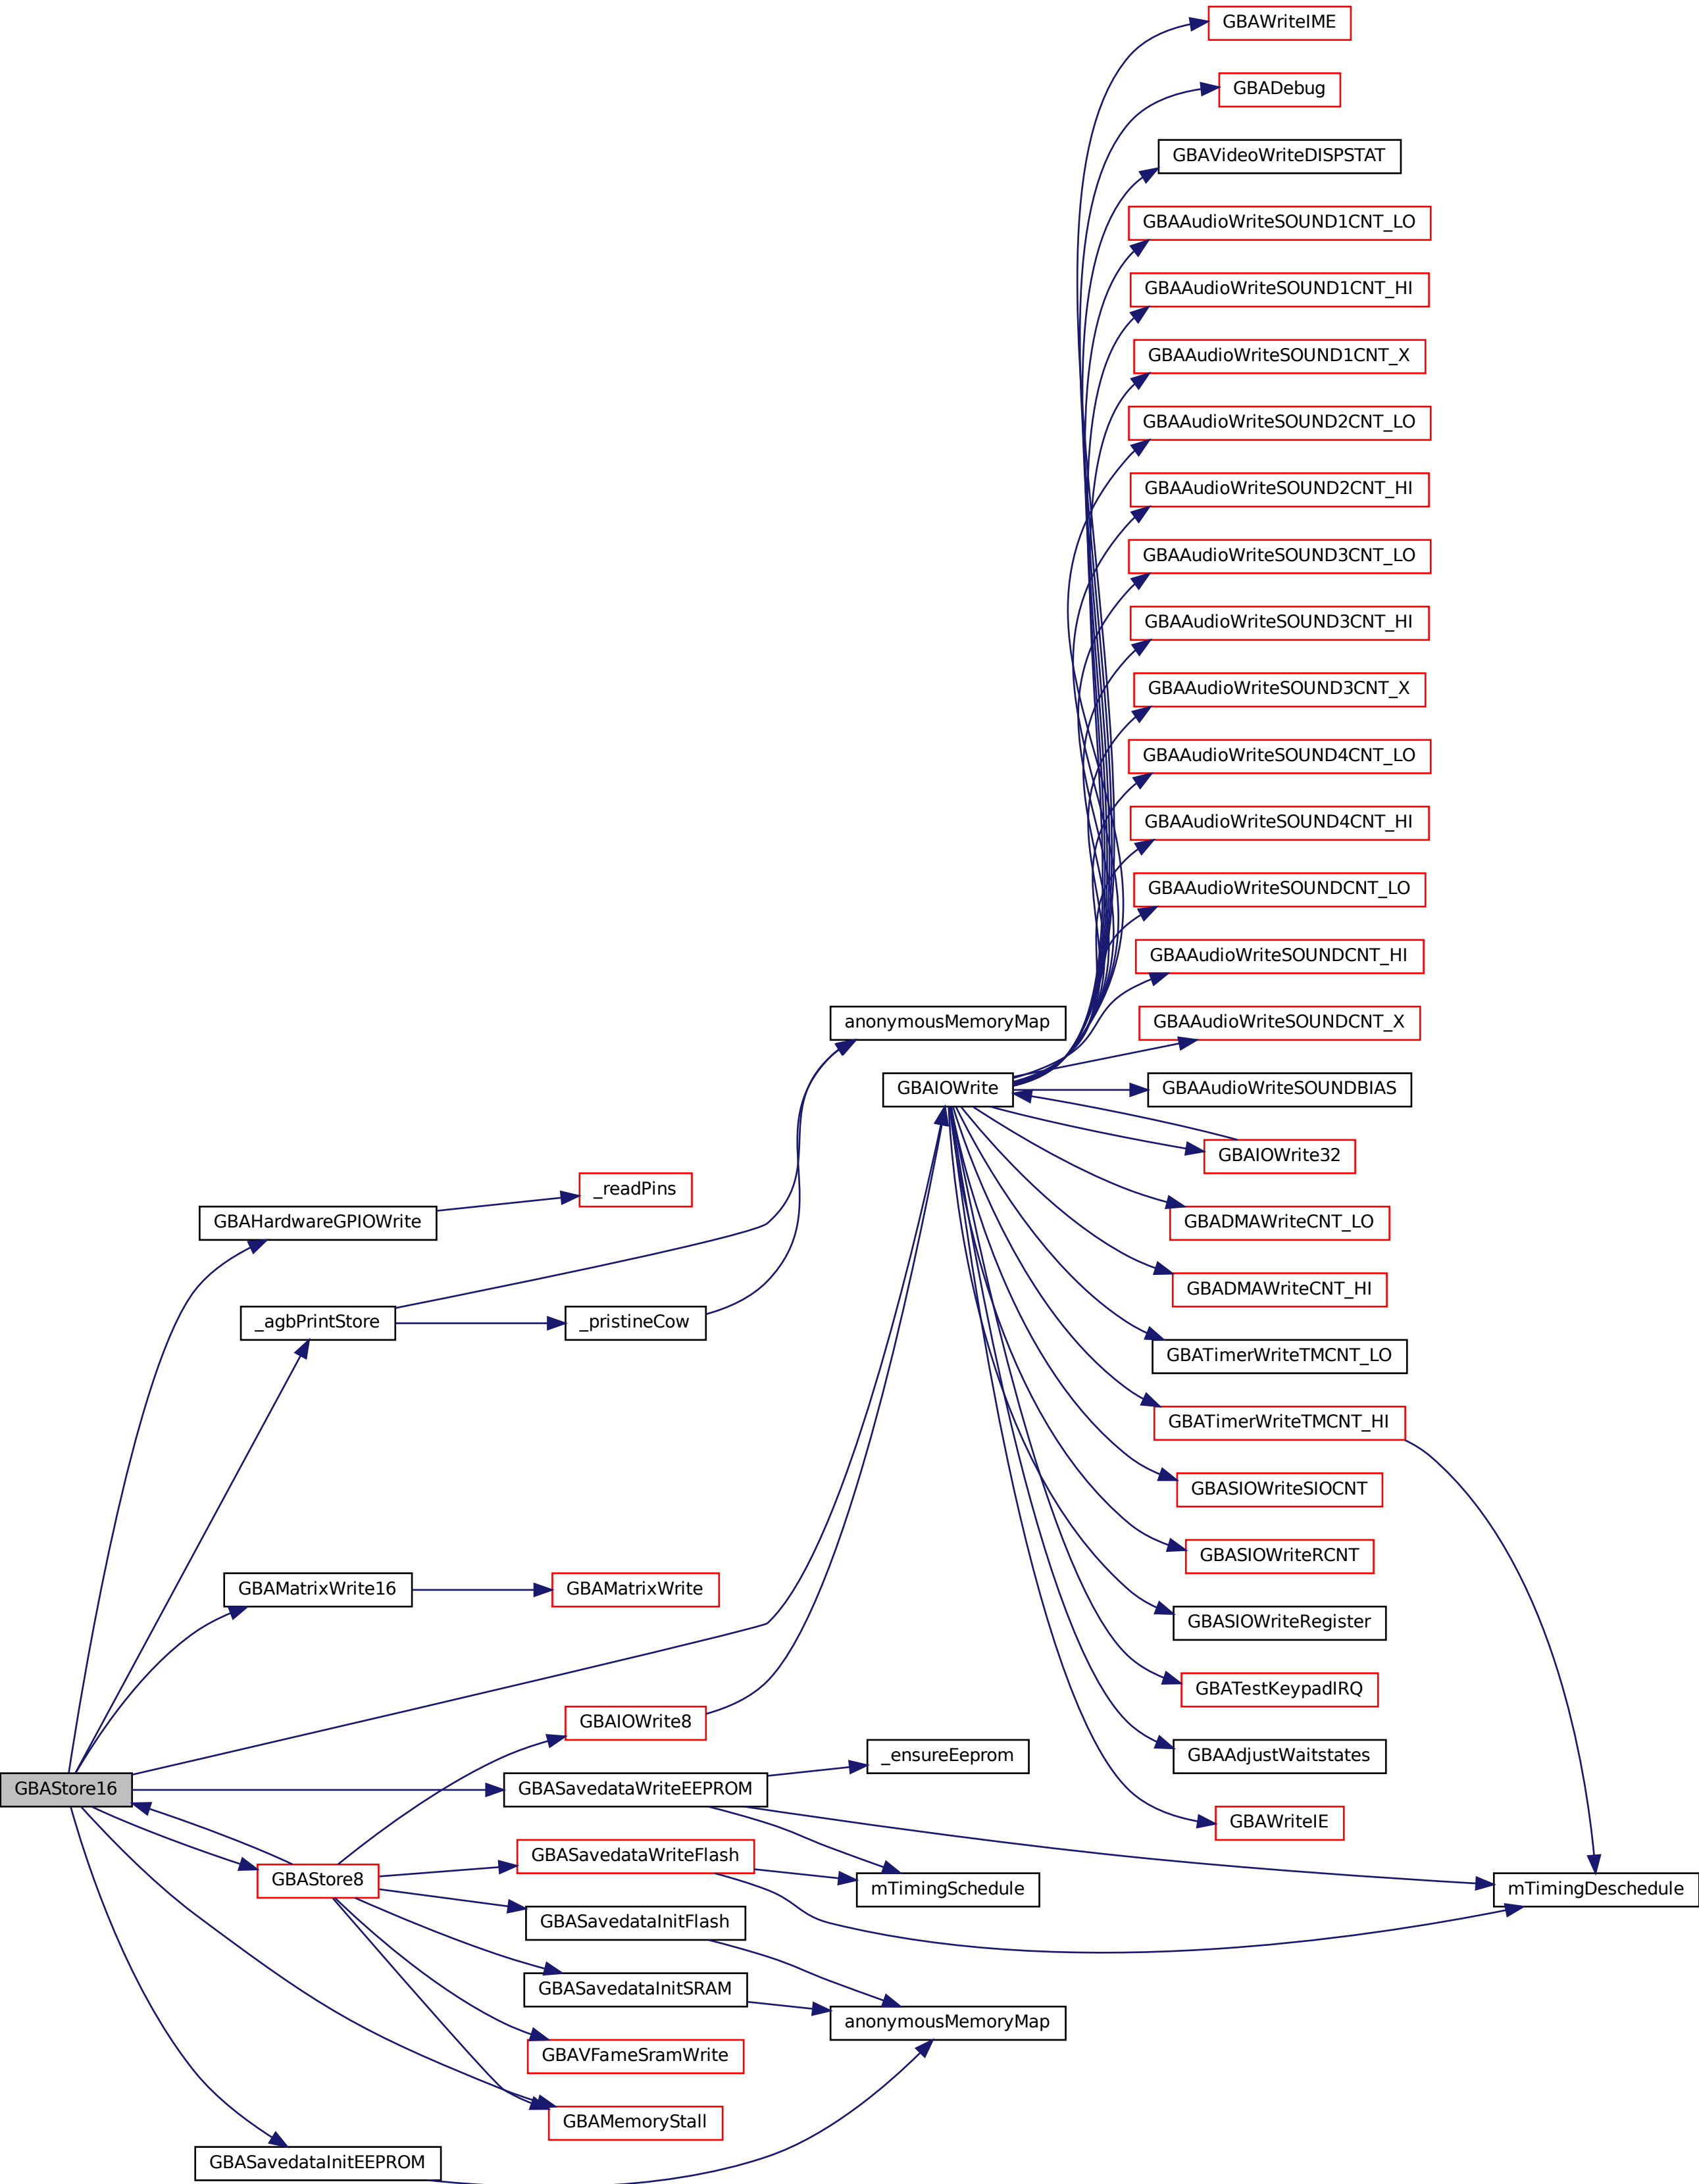 GBAWriteIME
GBADebug
GBAVideoWriteDISPSTAT
GBAAudioWriteSOUND1CNT_LO
GBAAudioWriteSOUND1CNT_HI
GBAAudioWriteSOUND1CNT_X
GBAAudioWriteSOUND2CNT_LO
GBAAudioWriteSOUND2CNT_HI
GBAAudioWriteSOUND3CNT_LO
GBAAudioWriteSOUND3CNT_HI
GBAAudioWriteSOUND3CNT_X
GBAAudioWriteSOUND4CNT_LO
GBAAudioWriteSOUND4CNT_HI
GBAAudioWriteSOUNDCNT_LO
GBAAudioWriteSOUNDCNT_HI
anonymousMemoryMap
GBAAudioWriteSOUNDCNT_X
GBAIOWrite
GBAAudioWriteSOUNDBIAS
GBAIOWrite32
_readPins
GBAHardwareGPIOWrite
GBADMAWriteCNT_LO
GBADMAWriteCNT_HI
_agbPrintStore
_pristineCow
GBATimerWriteTMCNT_LO
GBATimerWriteTMCNT_HI
GBASIOWriteSIOCNT
GBASIOWriteRCNT
GBAMatrixWrite16
GBAMatrixWrite
GBASIOWriteRegister
GBATestKeypadIRQ
GBAIOWrite8
_ensureEeprom
GBAAdjustWaitstates
GBAStore16
GBASavedataWriteEEPROM
GBAWriteIE
GBASavedataWriteFlash
GBAStore8
mTimingSchedule
mTimingDeschedule
GBASavedataInitFlash
GBASavedataInitSRAM
anonymousMemoryMap
GBAVFameSramWrite
GBAMemoryStall
GBASavedataInitEEPROM